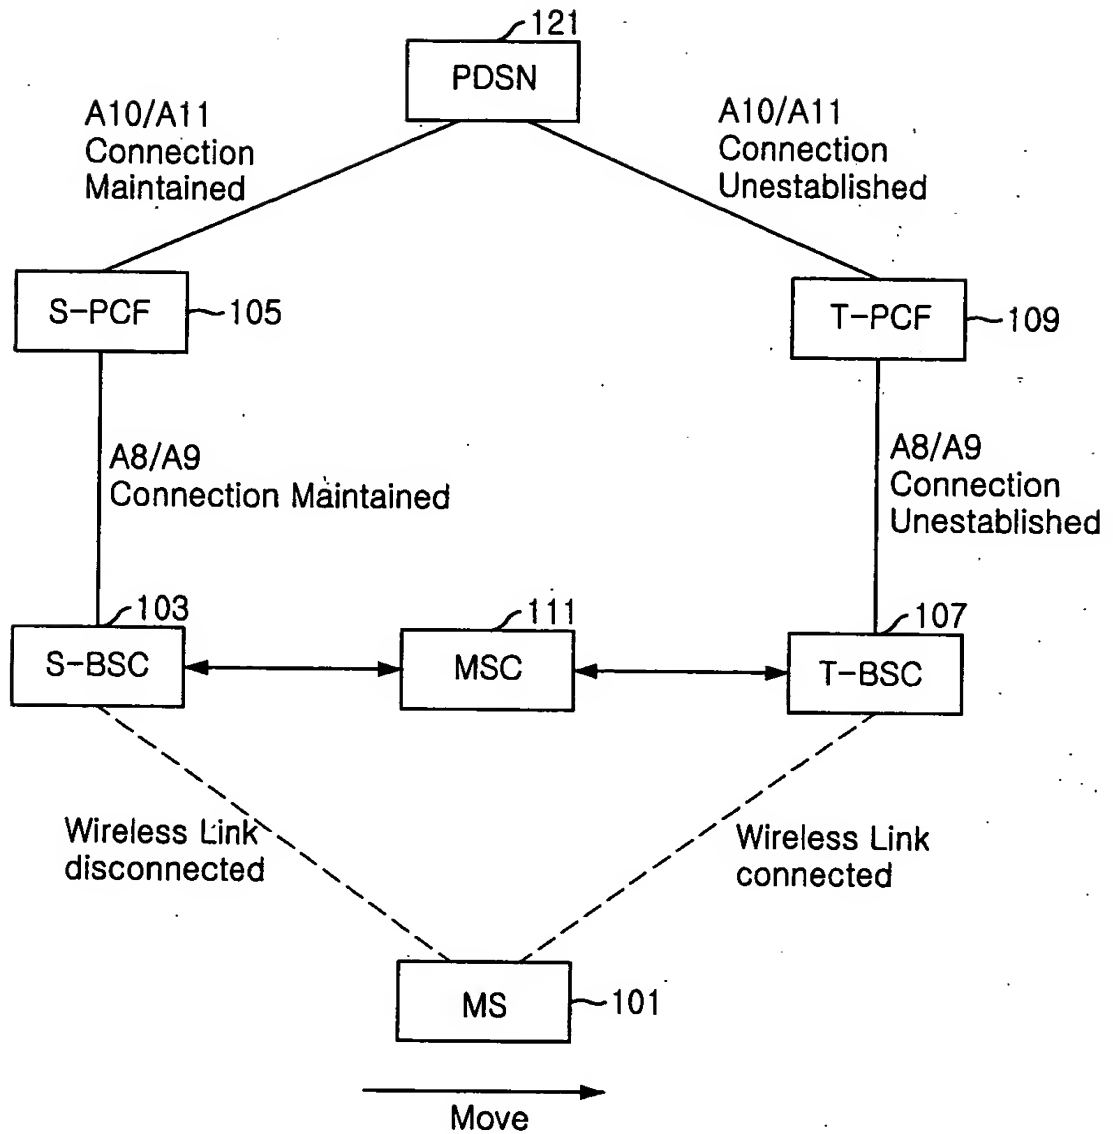 121
PDSN
A10/A11
Connection
Maintained
A10/A11
Connection
Unestablished
S-PCF
105
T-PCF
109
A8/A9
Connection Maintained
A8/A9
Connection
Unestablished
103
S-BSC
111
MSC
107
T-BSC
Wireless Link
disconnected
Wireless Link
connected
MS
101
Move